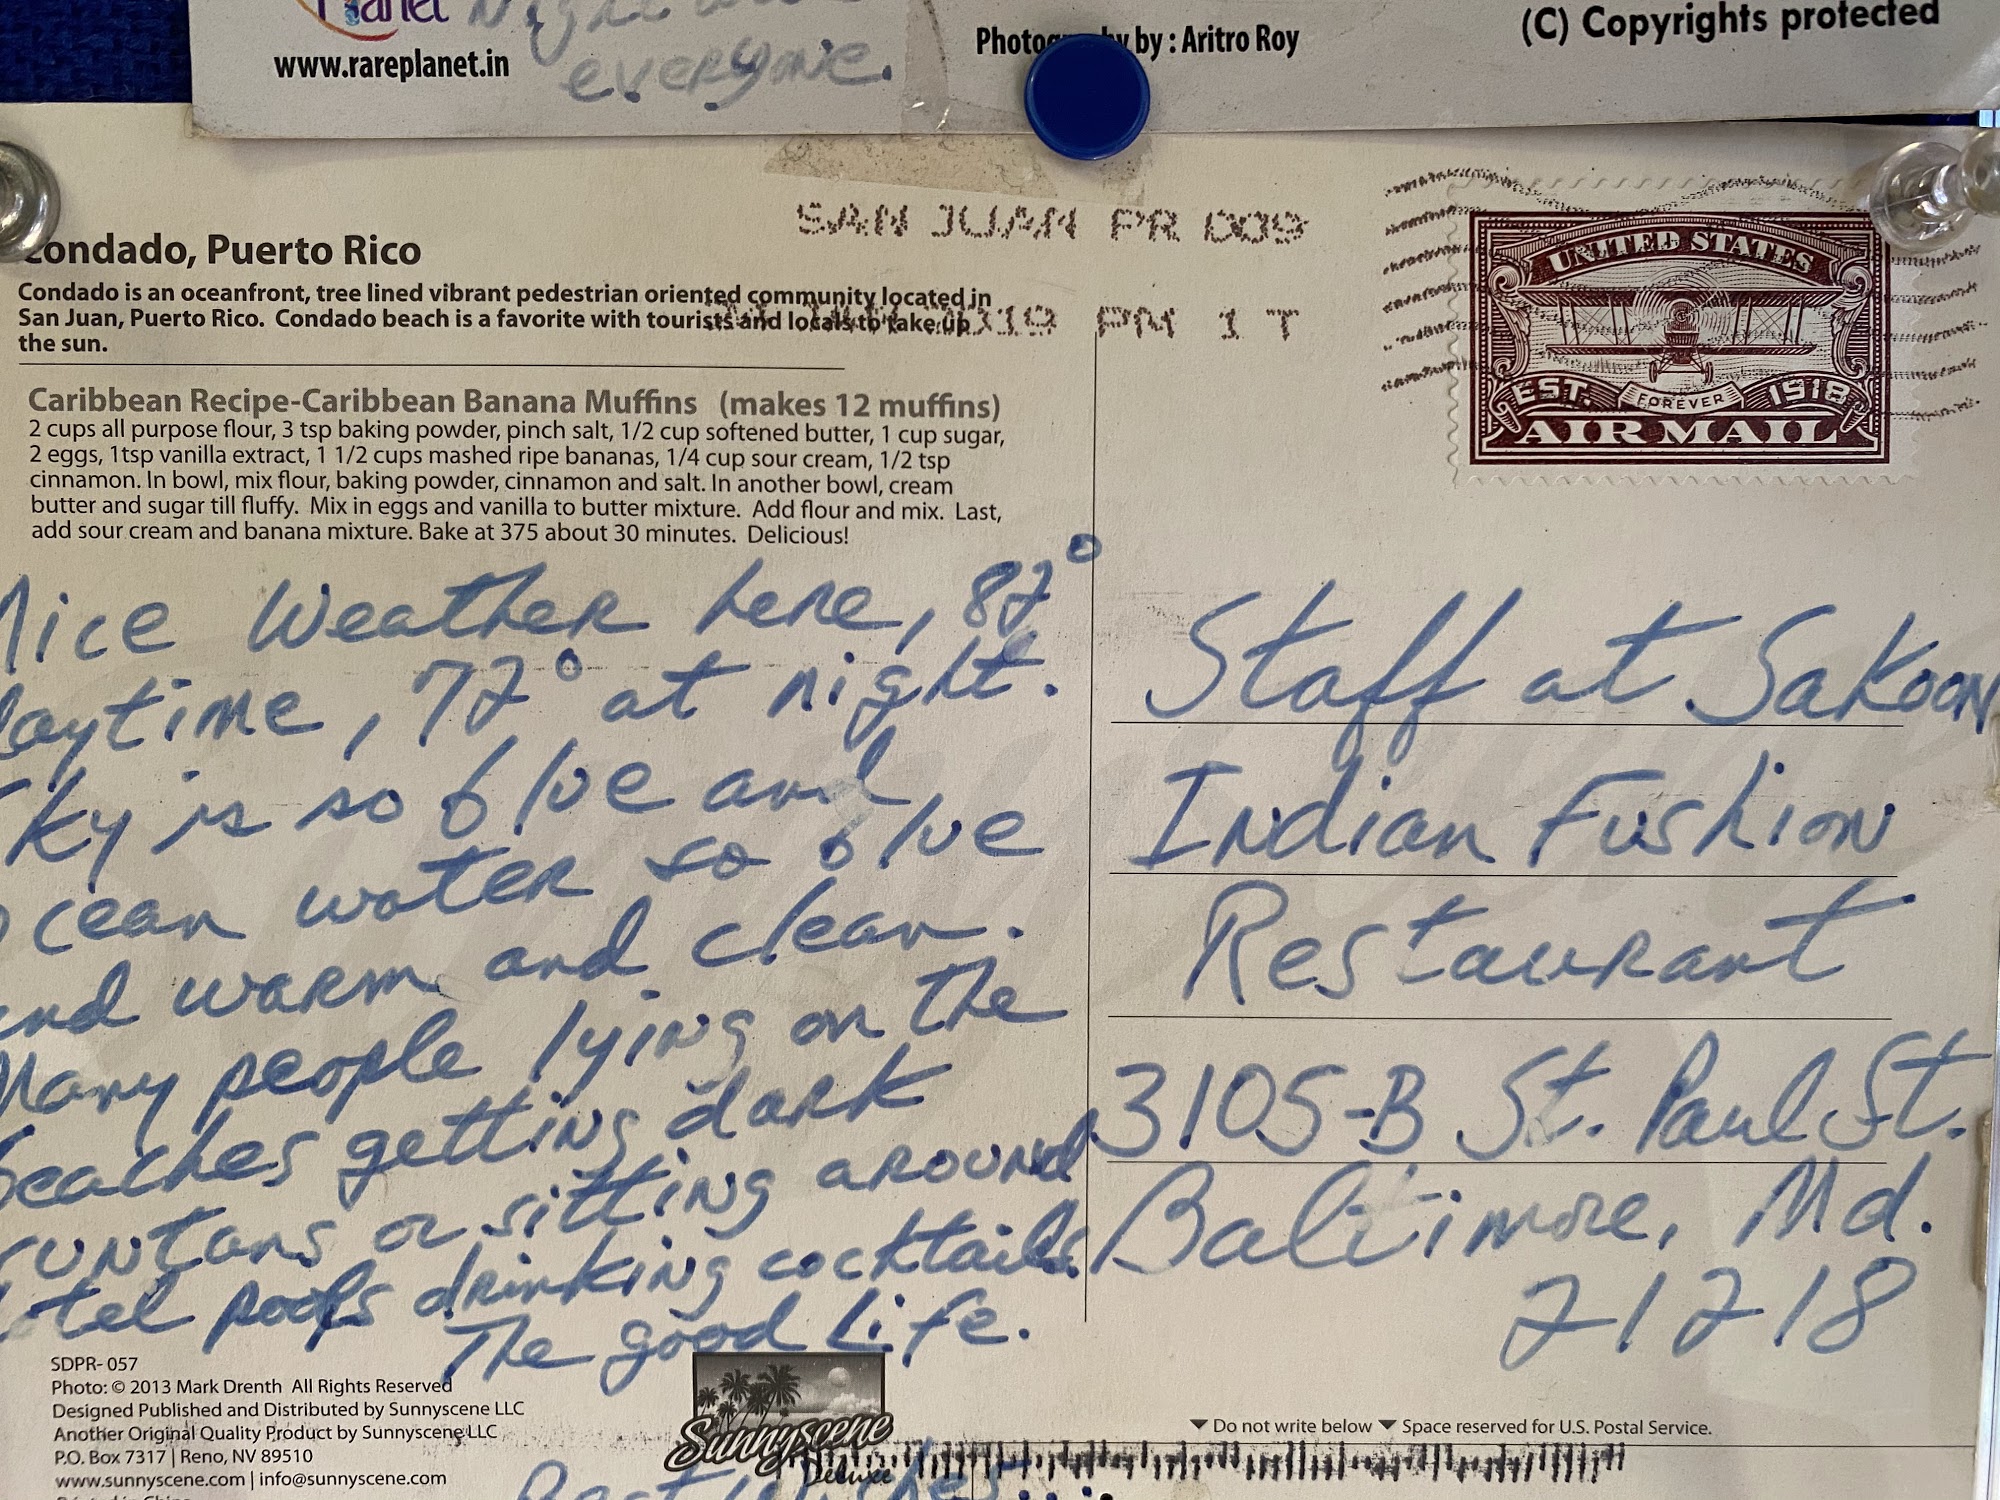 Planet
Night
everyone.
www.rareplanet.in
by : Aritro Roy
(C) Copyrights protected
SAN JUAN PR 009
2019 PM 1 T
UNITED STATES
EST. FOREVER 1918
AIR MAIL
Condado, Puerto Rico
Condado is an oceanfront, tree lined vibrant pedestrian oriented community located in
San Juan, Puerto Rico. Condado beach is a favorite with tourists and locals to take up
the sun.
Caribbean Recipe-Caribbean Banana Muffins (makes 12 muffins)
2 cups all purpose flour, 3 tsp baking powder, pinch salt, 1/2 cup softened butter, 1 cup sugar,
2 eggs, 1tsp vanilla extract, 1 1/2 cups mashed ripe bananas, 1/4 cup sour cream, 1/2 tsp
cinnamon. In bowl, mix flour, baking powder, cinnamon and salt. In another bowl, cream
butter and sugar till fluffy. Mix in eggs and vanilla to butter mixture. Add flour and mix. Last,
add sour cream and banana mixture. Bake at 375 about 30 minutes. Delicious!
Nice Weather here, 82°
daytime, 72° at night.
Sky is so blue and
ocean water so blue
and warm and clean.
Many people lying on the
beaches getting dark
suntans or sitting around
hotel pools drinking cocktails.
The good Life.
Best wishes
Staff at Sakoon
Indian Fushion
Restaurant
3105-B St. Paul St.
Baltimore, Md.
21218
SDPR- 057
Photo: © 2013 Mark Drenth All Rights Reserved
Designed Published and Distributed by Sunnyscene LLC
Another Original Quality Product by Sunnyscene LLC
P.O. Box 7317 | Reno, NV 89510
www.sunnyscene.com | info@sunnyscene.com
Sunnyscene
Deluxe
Do not write below Space reserved for U.S. Postal Service.